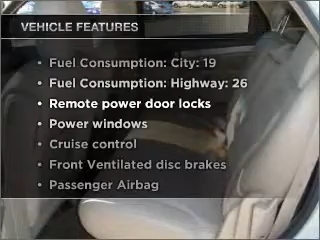 VEHICLE FEATURES
• Fuel Consumption: City: 19
• Fuel Consumption: Highway: 26
• Remote power door locks
• Power windows
• Cruise control
• Front Ventilated disc brakes
• Passenger Airbag